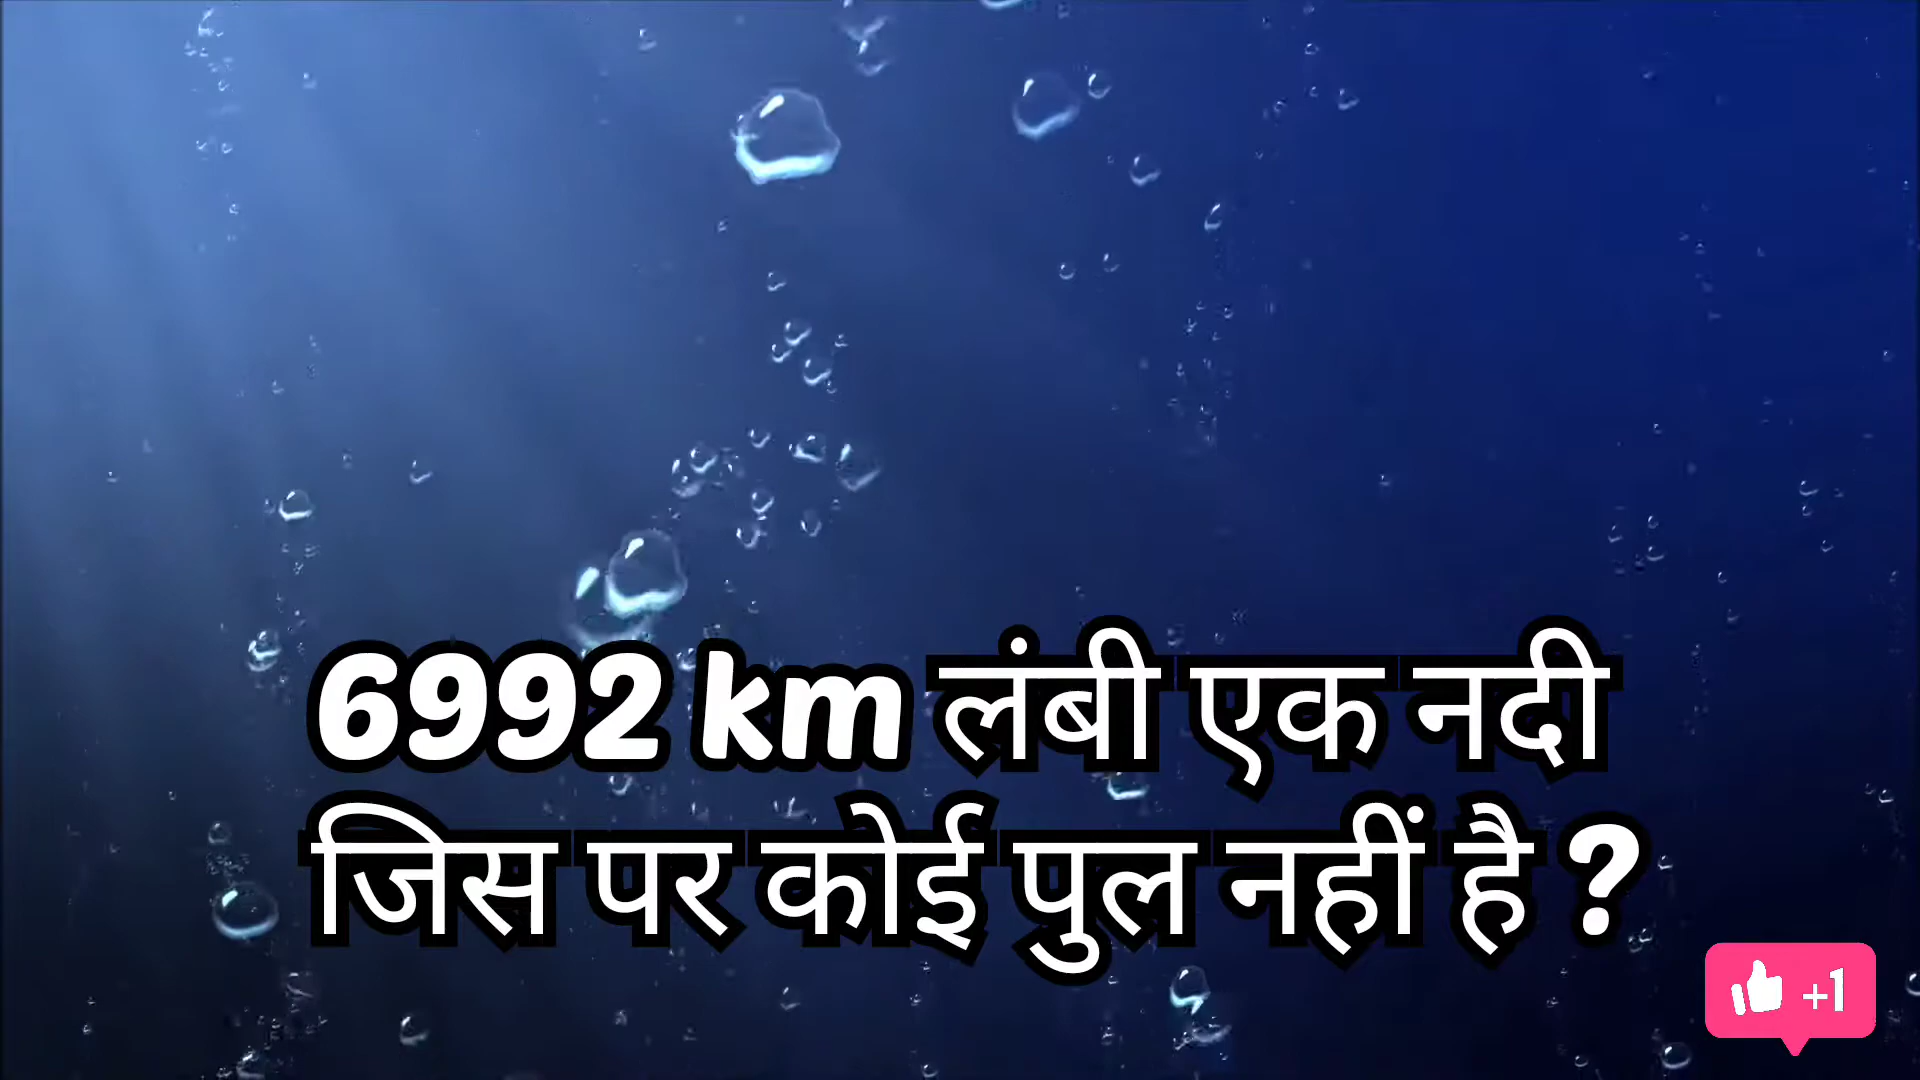 6992 km लंबी एक नदी
जिस पर कोई पुल नहीं है ?
+1